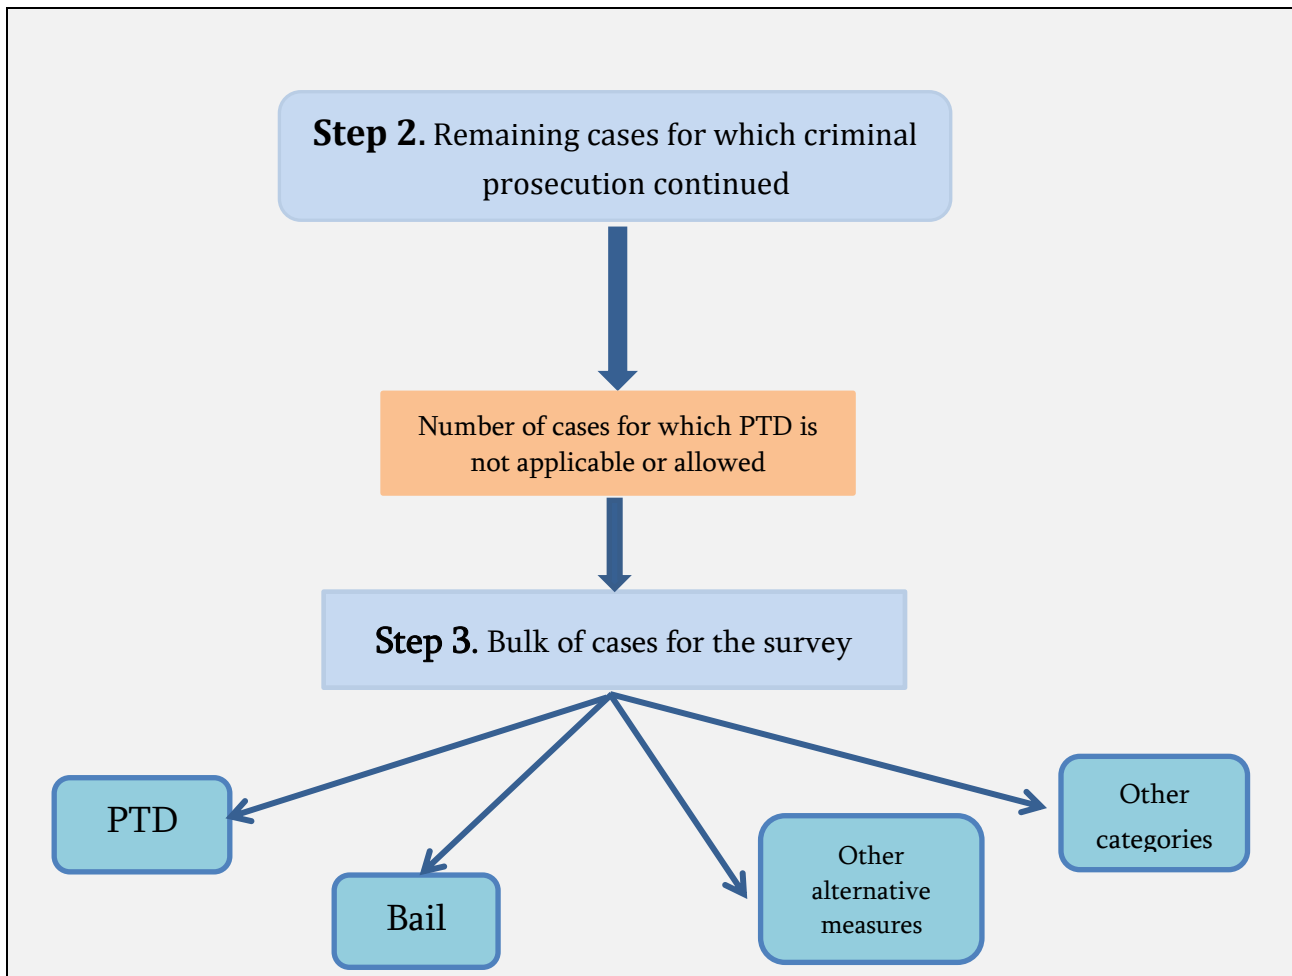 Step 2. Remaining cases for which criminal
prosecution continued
Number of cases for which PTD is
not applicable or allowed
Step 3. Bulk of cases for the survey
PTD
Bail
Other
alternative
measures
Other
categories